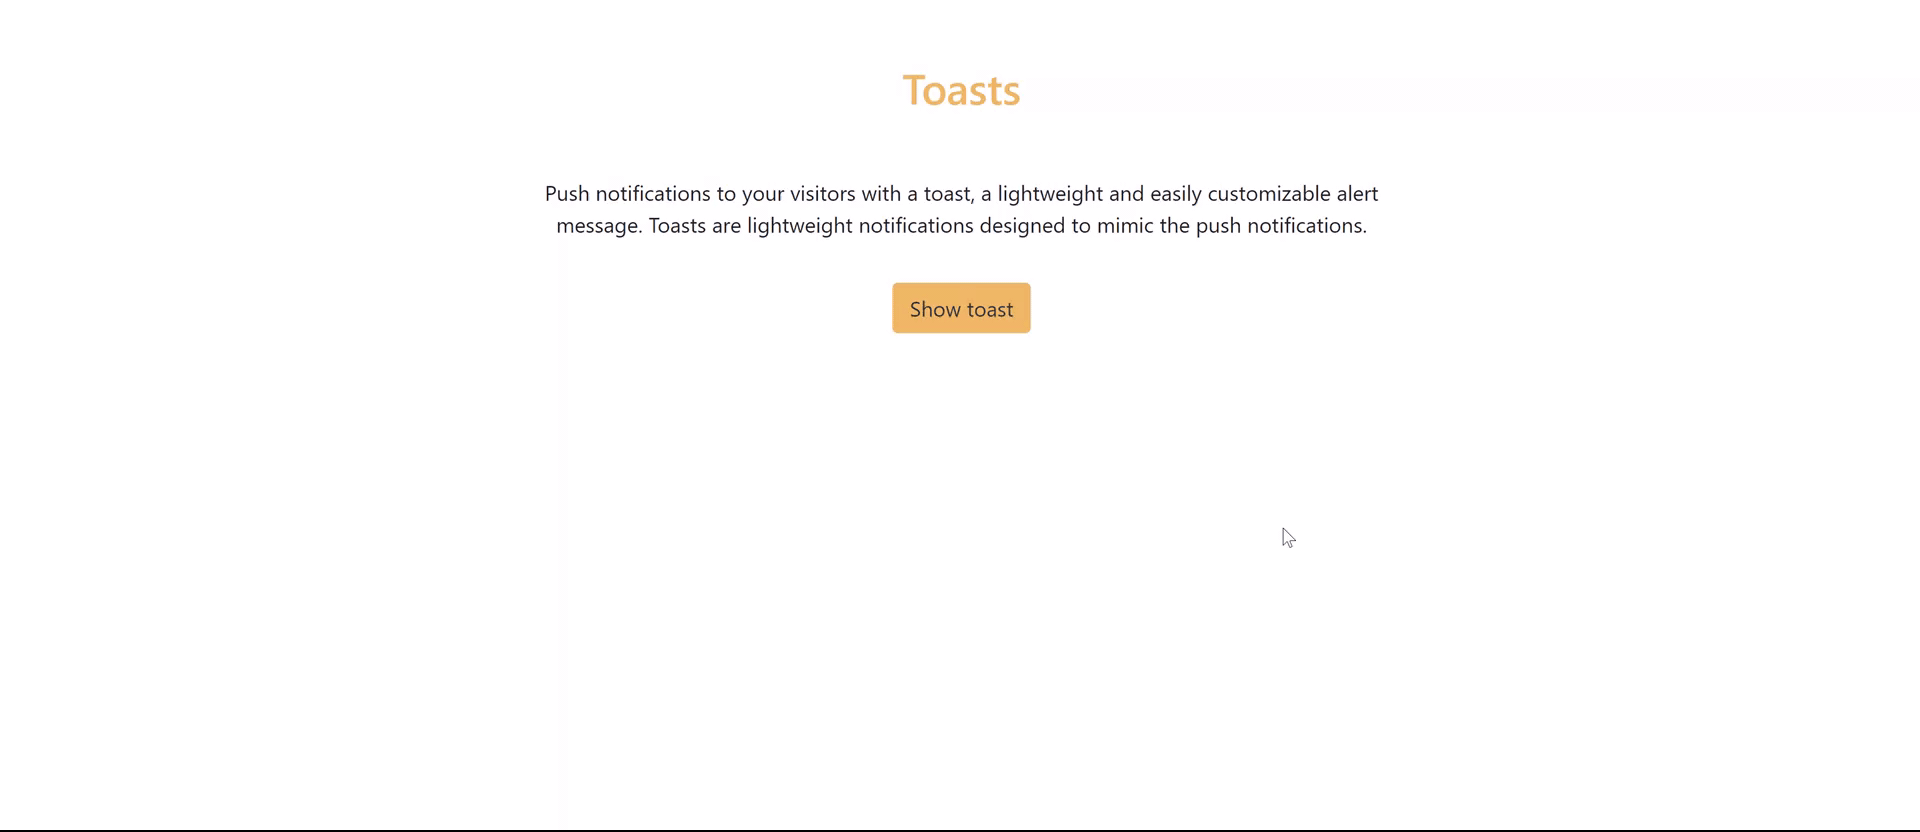 Toasts
Push notifications to your visitors with a toast, a lightweight and easily customizable alert
message. Toasts are lightweight notifications designed to mimic the push notifications.
Show toast